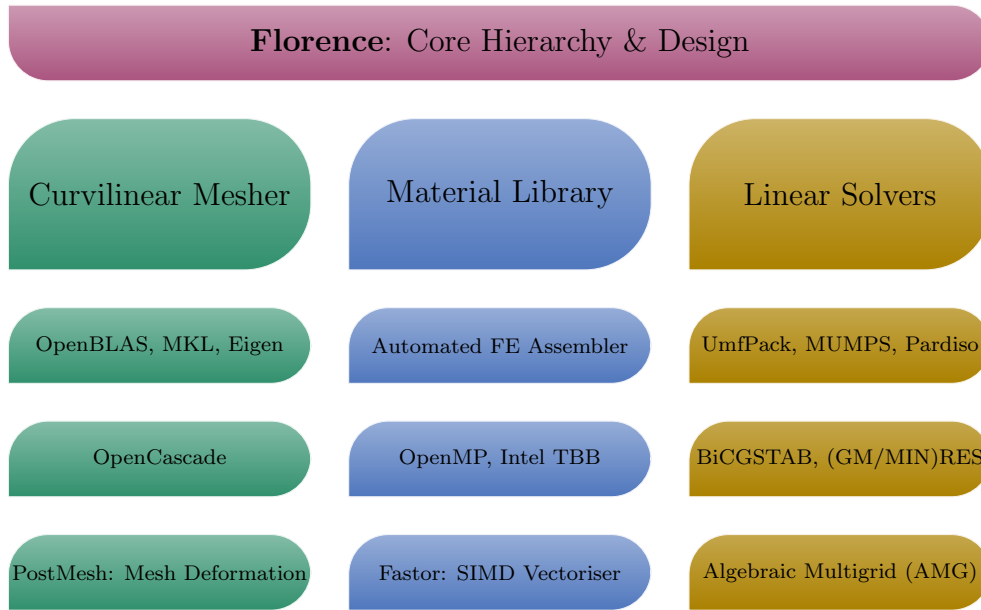 Florence: Core Hierarchy & Design
Curvilinear Mesher
Material Library
Linear Solvers
OpenBLAS, MKL, Eigen
Automated FE Assembler
UmfPack, MUMPS, Pardiso
OpenCascade
OpenMP, Intel TBB
BiCGSTAB, (GM/MIN)RES
PostMesh: Mesh Deformation
Fastor: SIMD Vectoriser
Algebraic Multigrid (AMG)